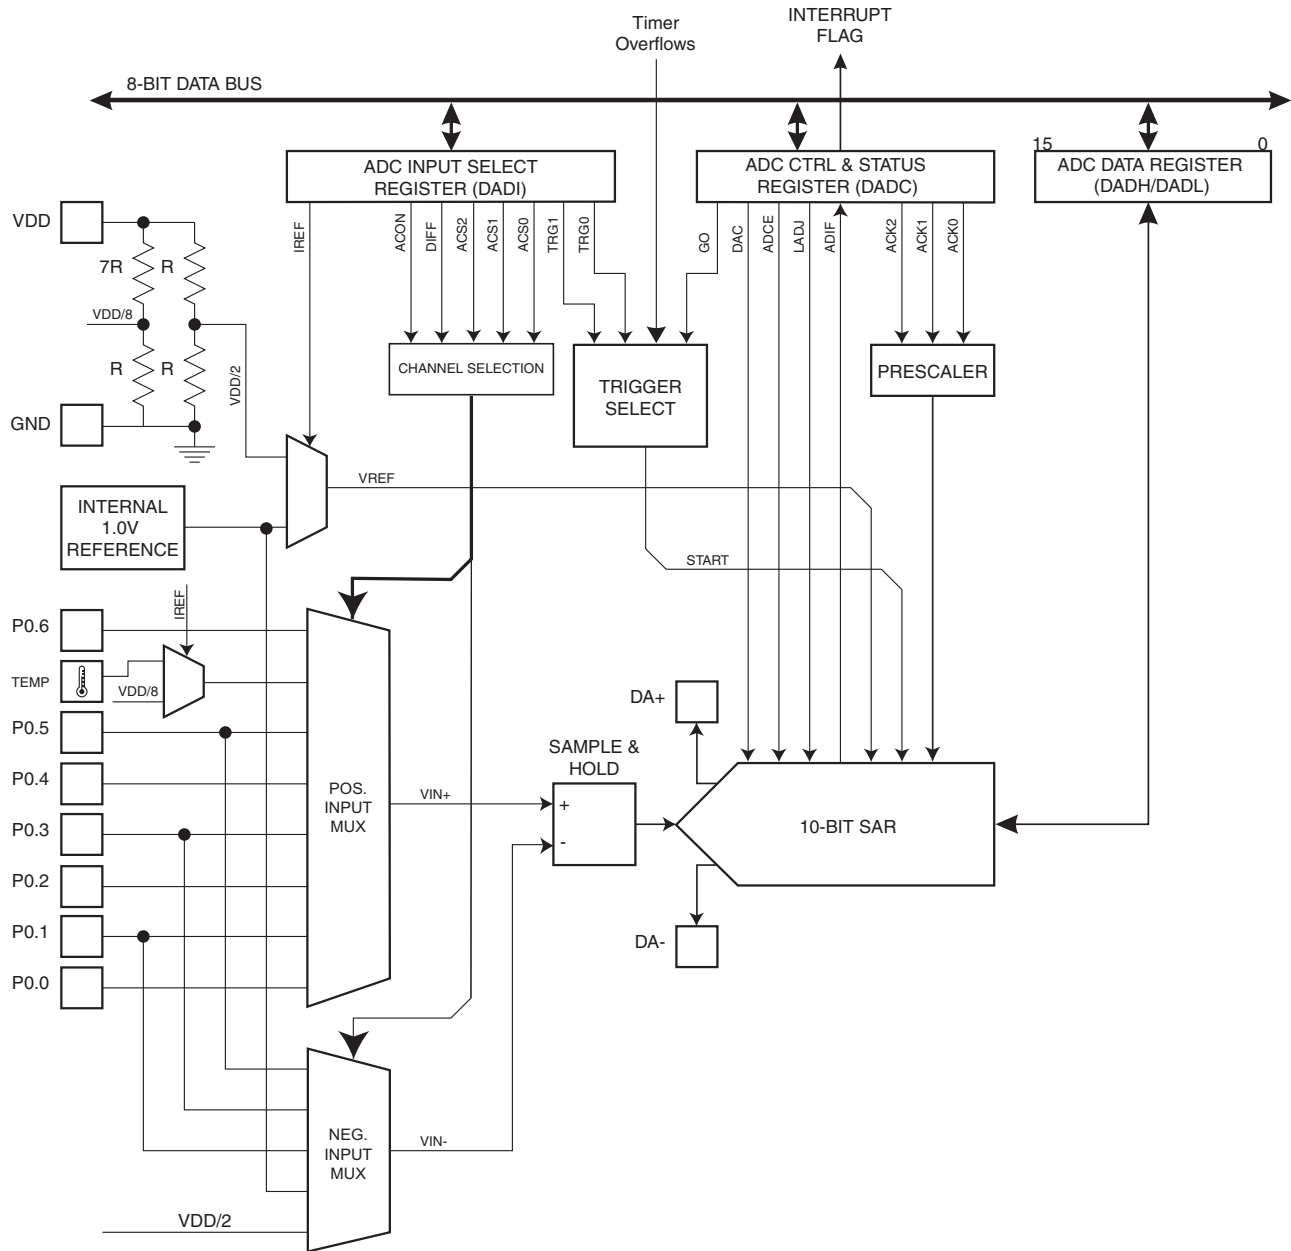 Timer
Overflows
INTERRUPT
FLAG
8-BIT DATA BUS
ADC INPUT SELECT
REGISTER (DADI)
ADC CTRL & STATUS
REGISTER (DADC)
15
0
ADC DATA REGISTER
(DADH/DADL)
IREF
ACON
DIFF
ACS2
ACS1
ACS0
TRG1
TRG0
GO
DAC
ADCE
LADJ
ADIF
ACK2
ACK1
ACK0
VDD
7R
R
VDD/8
R
R
VDD/2
GND
CHANNEL SELECTION
TRIGGER
SELECT
PRESCALER
VREF
INTERNAL
1.0V
REFERENCE
START
IREF
P0.6
TEMP
VDD/8
P0.5
P0.4
P0.3
P0.2
P0.1
P0.0
POS.
INPUT
MUX
VIN+
SAMPLE &
HOLD
+
-
DA+
10-BIT SAR
DA-
NEG.
INPUT
MUX
VIN-
VDD/2